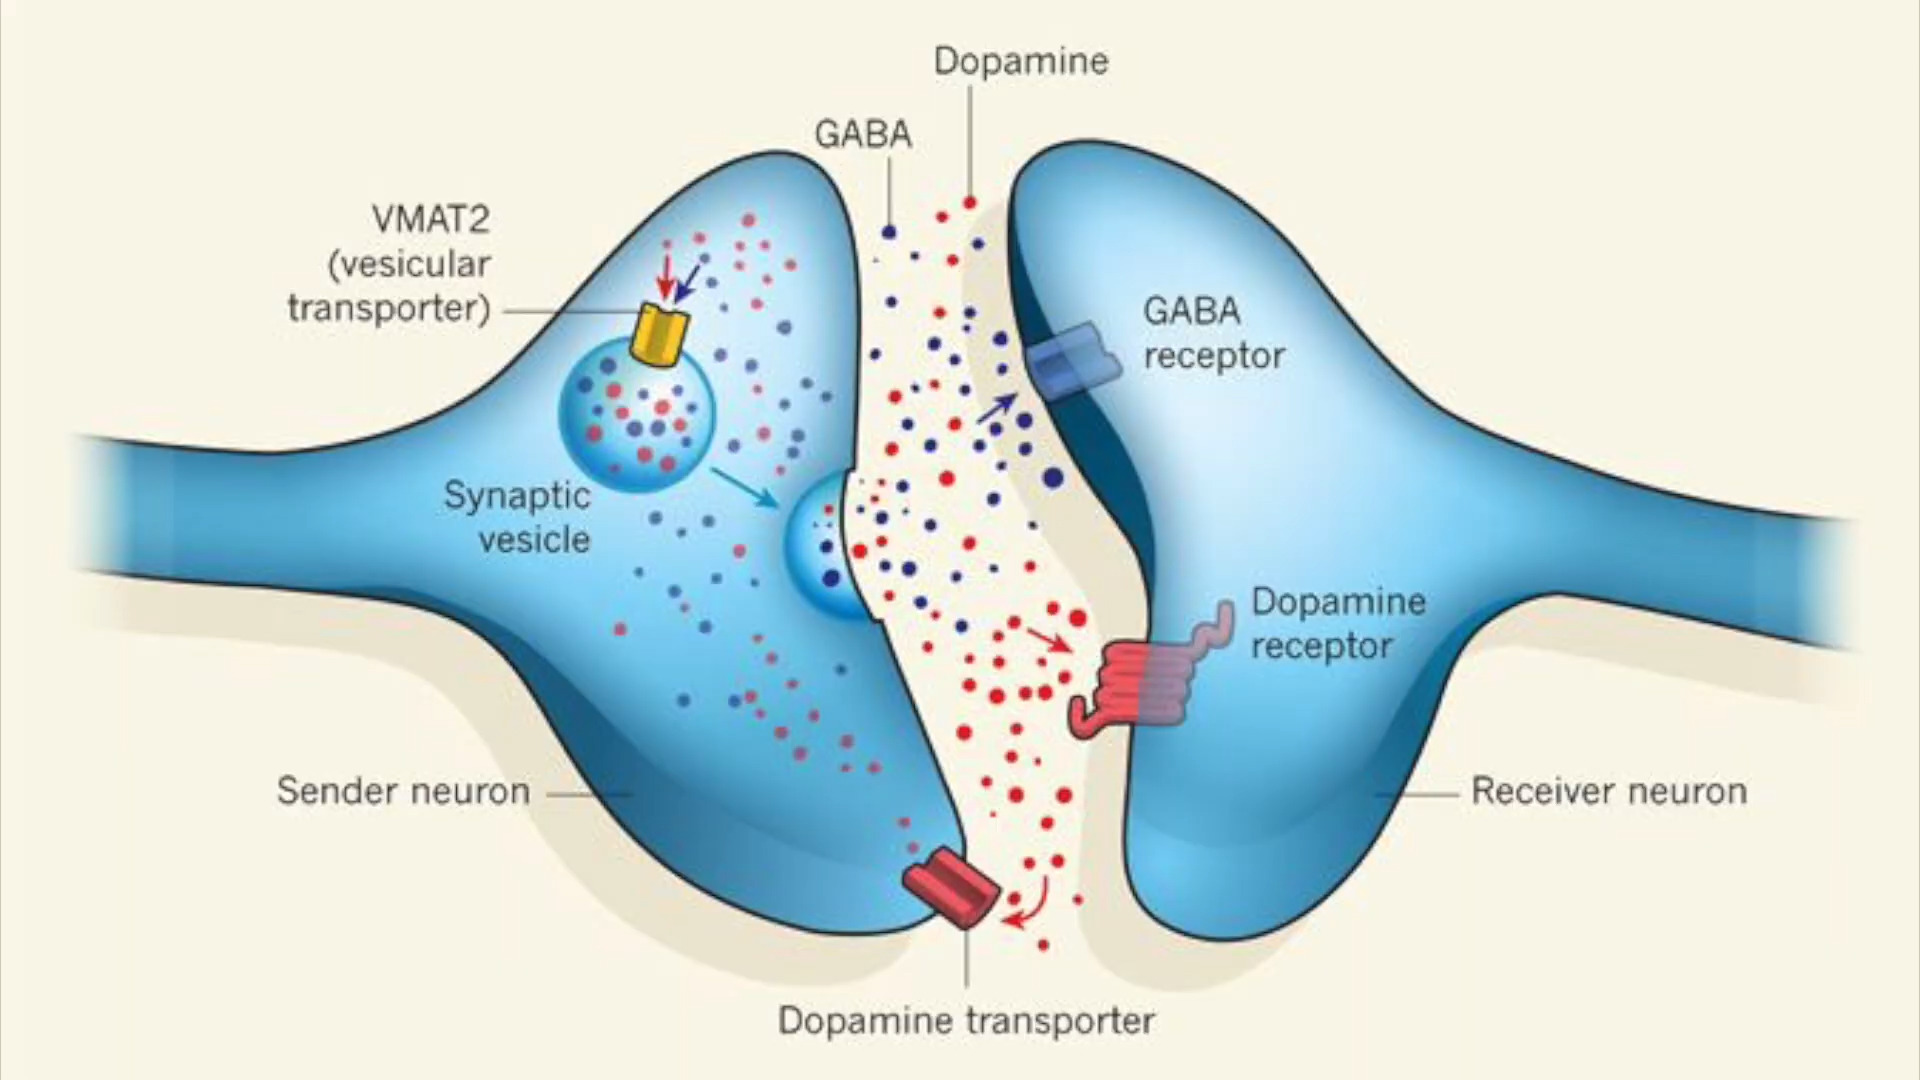 Dopamine
GABA
VMAT2
(vesicular
transporter)
GABA
receptor
Synaptic
vesicle
Dopamine
receptor
Sender neuron
Receiver neuron
Dopamine transporter